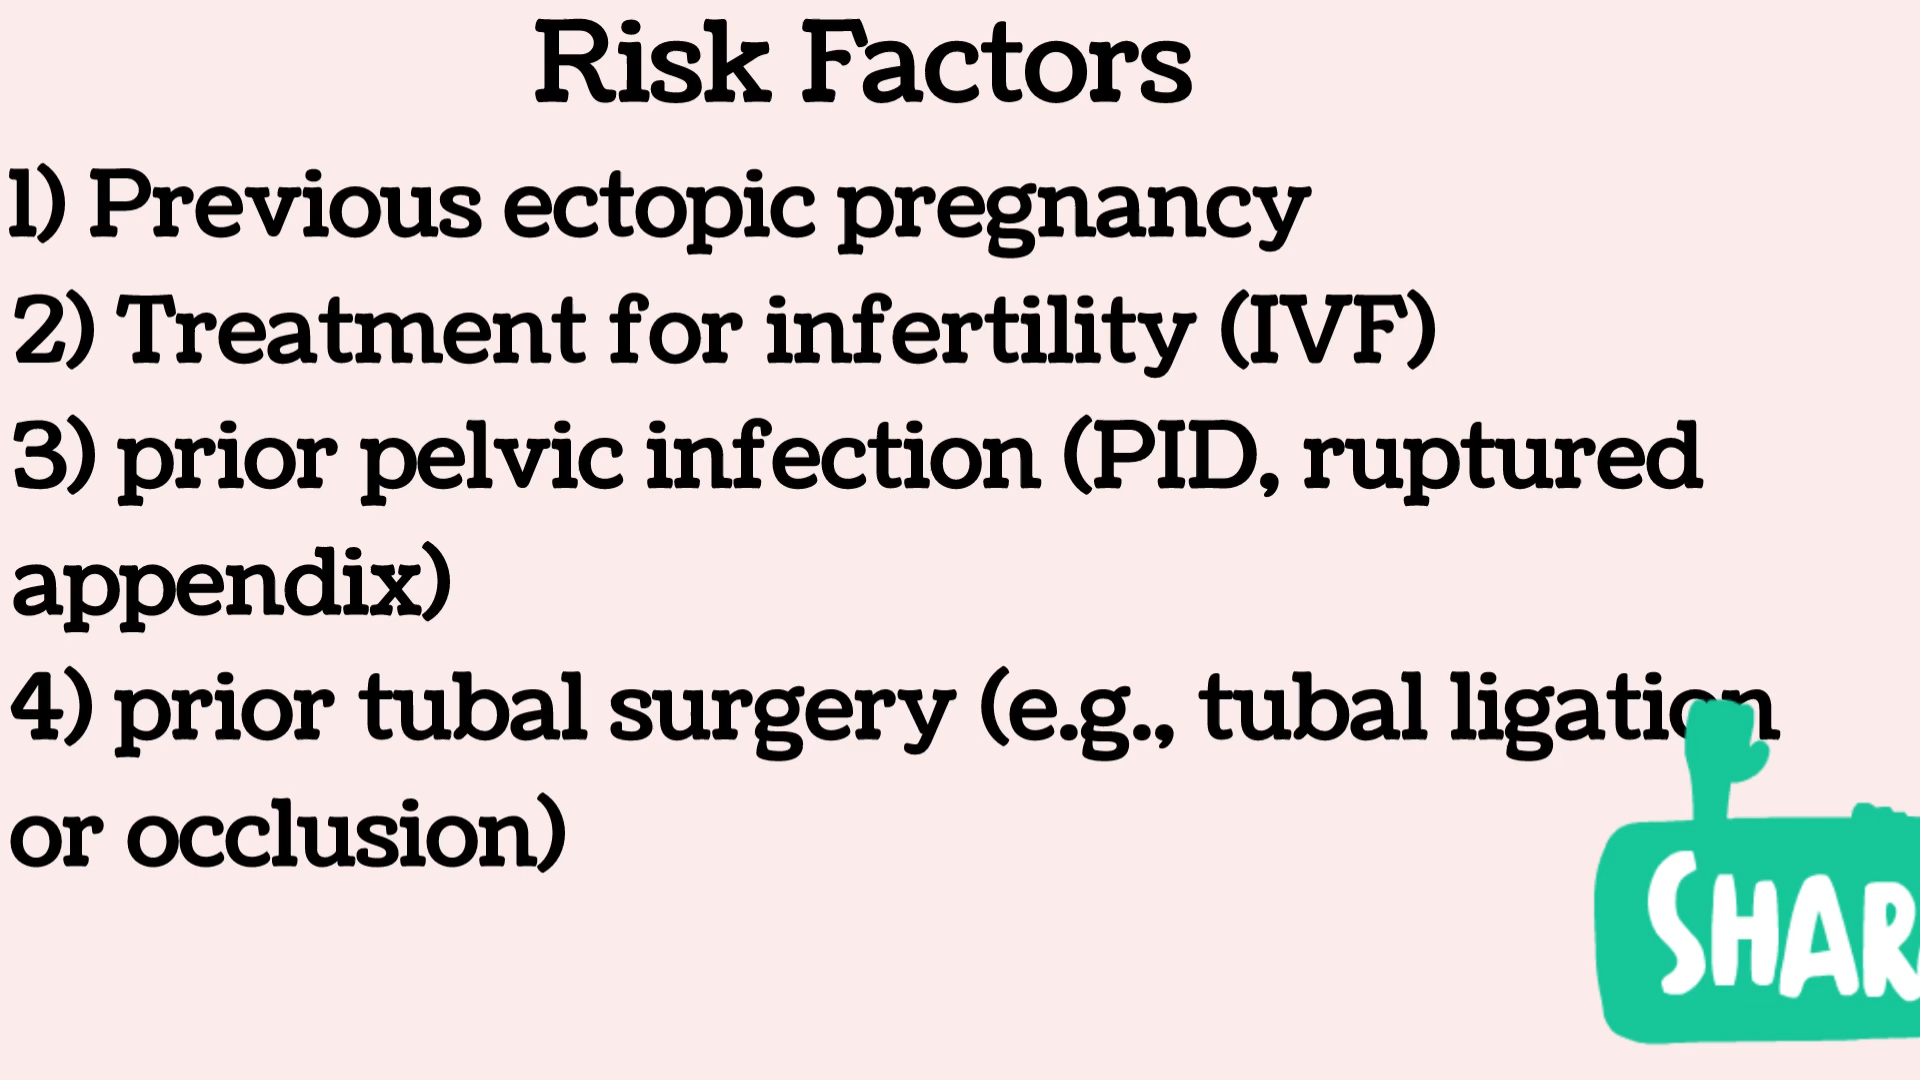 Risk Factors
1) Previous ectopic pregnancy
2) Treatment for infertility (IVF)
3) prior pelvic infection (PID, ruptured
appendix)
4) prior tubal surgery (e.g., tubal ligation
or occlusion)